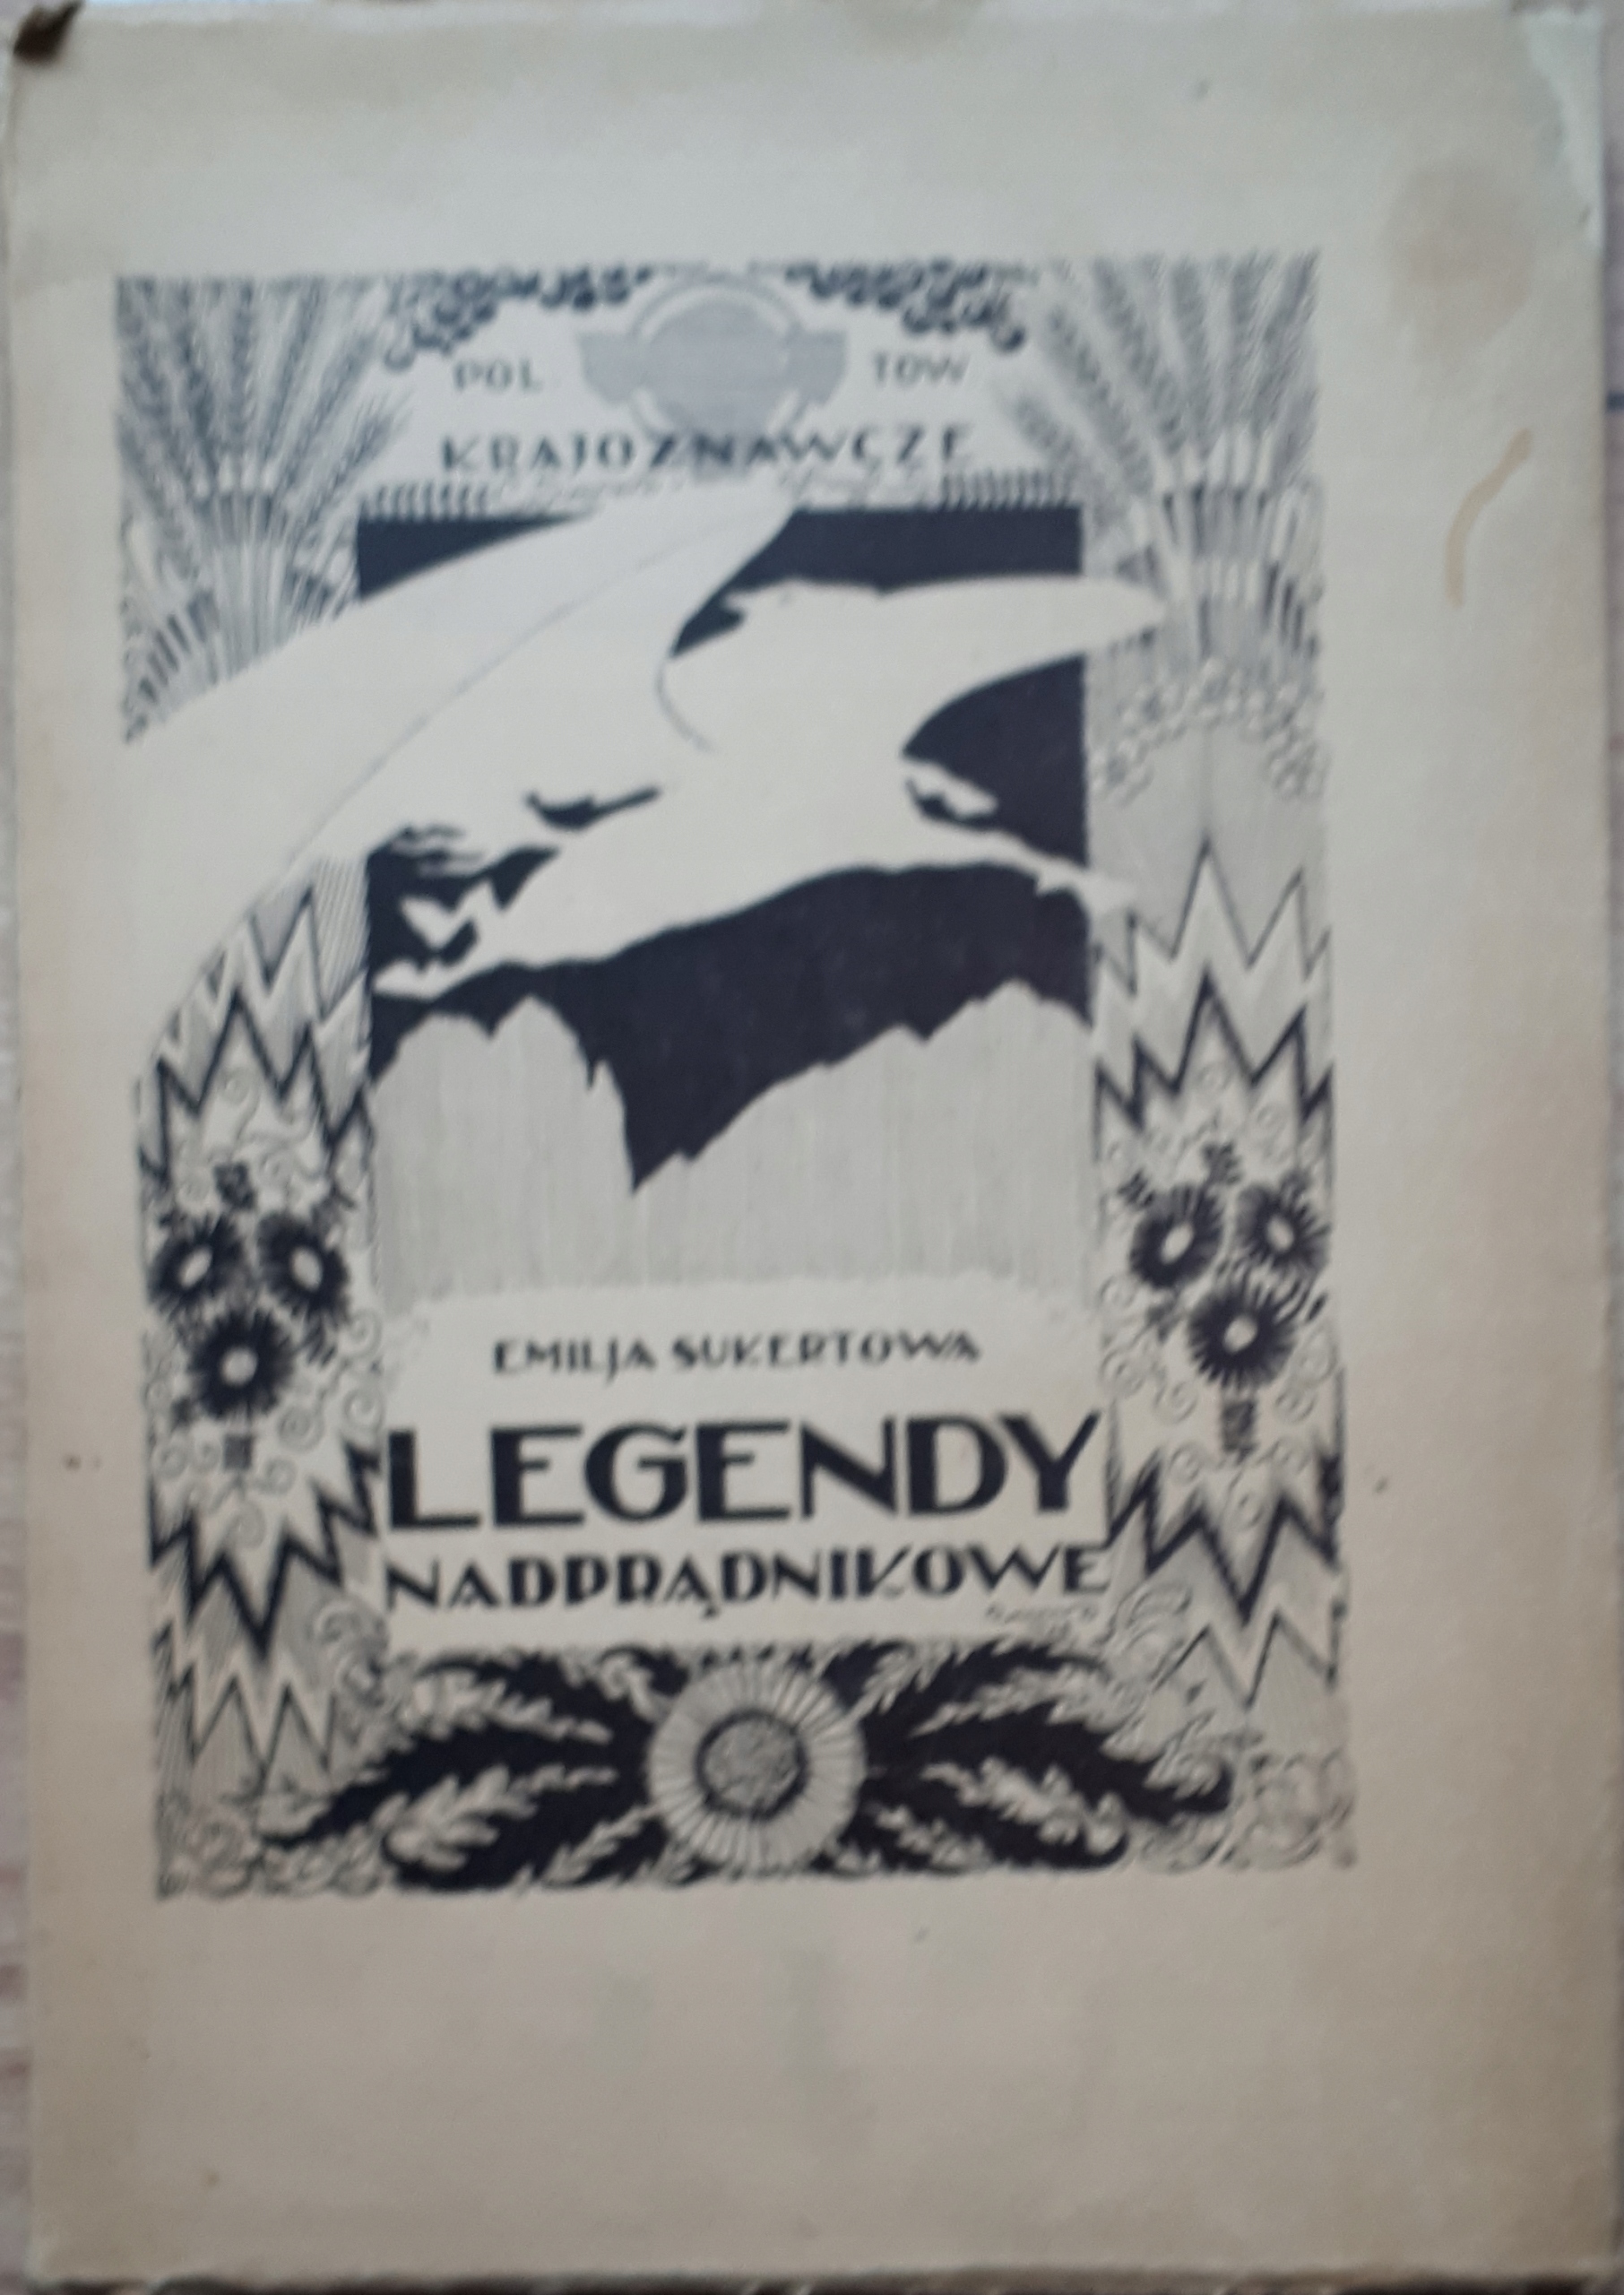 POL TOW
KRAJOZNAWCZE
EMILJA SUKERTOWA
LEGENDY
NADPRĄDNIKOWE